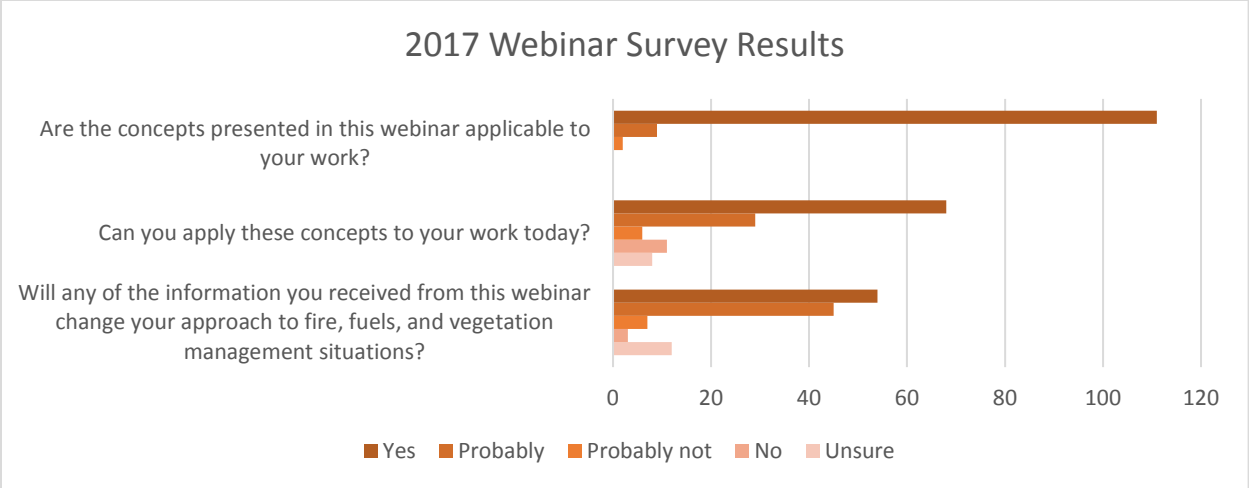 2017 Webinar Survey Results
Are the concepts presented in this webinar applicable to
your work?
Can you apply these concepts to your work today?
Will any of the information you received from this webinar
change your approach to fire, fuels, and vegetation
management situations?
0 20 40 60 80 100 120
Yes Probably Probably not No Unsure